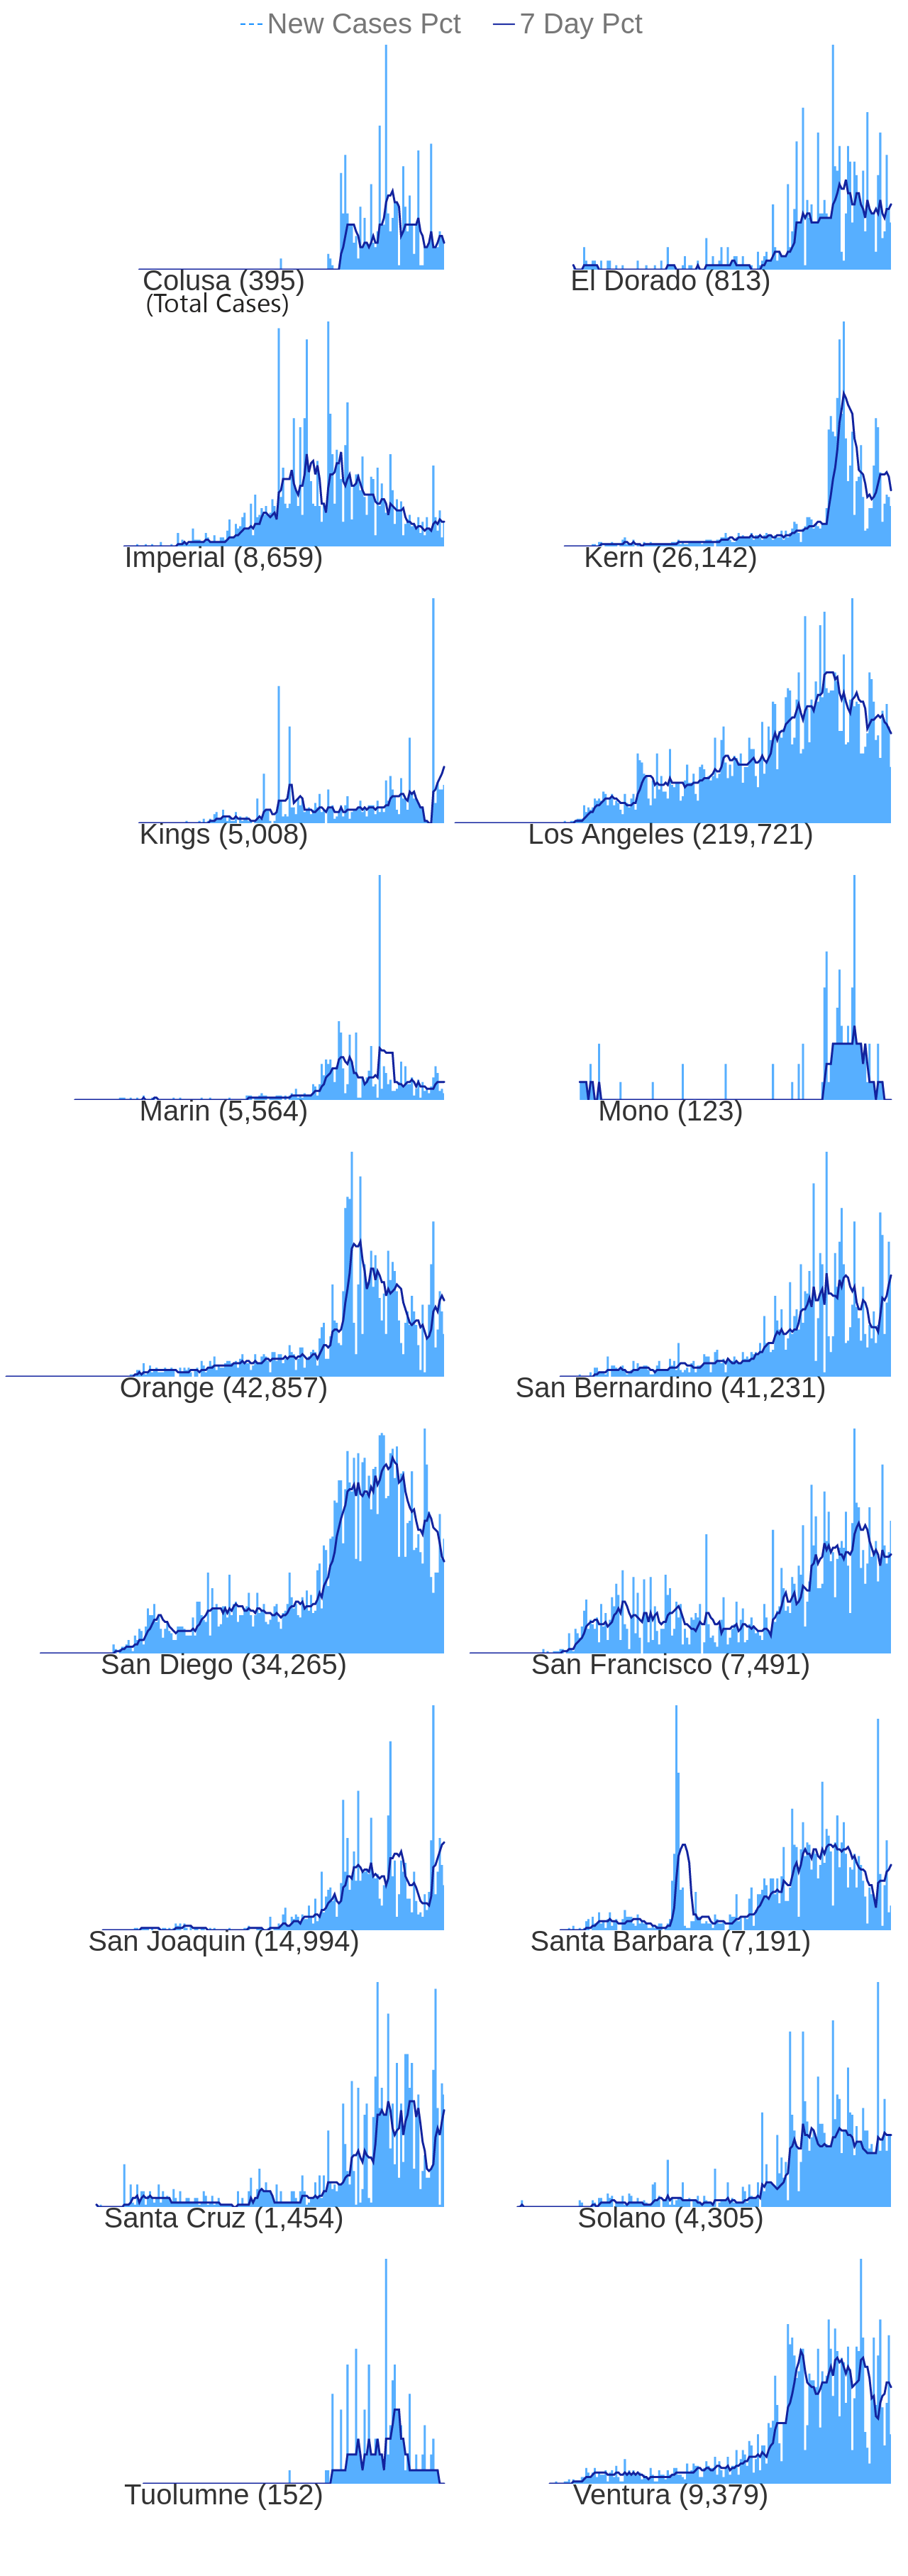 New Cases Pct 7 Day Pct
Colusa (395) El Dorado (813)
(Total Cases)
Imperial (8,659) Kern (26,142)
Kings (5,008) Los Angeles (219,721)
Marin (5,564) Mono (123)
Orange (42,857) San Bernardino (41,231)
San Diego (34,265) San Francisco (7,491)
San Joaquin (14,994) Santa Barbara (7,191)
Santa Cruz (1,454) Solano (4,305)
Tuolumne (152) Ventura (9,379)